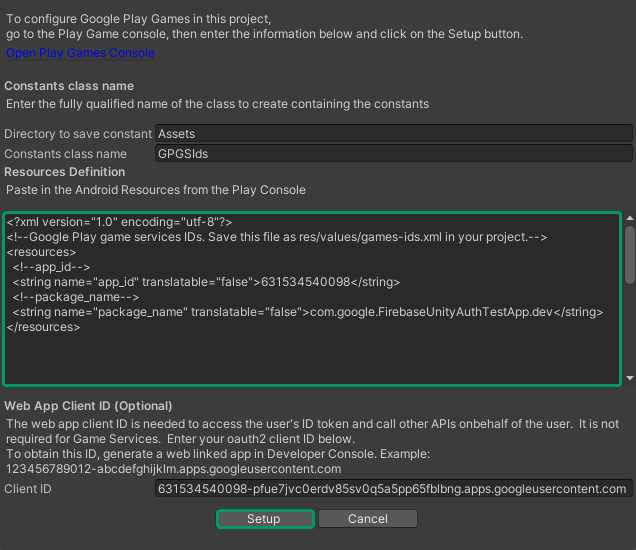 To configure Google Play Games in this project,
go to the Play Game console, then enter the information below and click on the Setup button.
Open Play Games Console
Constants class name
Enter the fully qualified name of the class to create containing the constants
Directory to save constant Assets
Constants class name GPGSIds
Resources Definition
Paste in the Android Resources from the Play Console
<?xml version="1.0" encoding="utf-8"?>
<!--Google Play game services IDs. Save this file as res/values/games-ids.xml in your project.-->
<resources>
<!--app_id-->
<string name="app_id" translatable="false">631534540098</string>
<!--package_name-->
<string name="package_name" translatable="false">com.google.FirebaseUnityAuthTestApp.dev</string>
</resources>
Web App Client ID (Optional)
The web app client ID is needed to access the user's ID token and call other APIs onbehalf of the user. It is not
required for Game Services. Enter your oauth2 client ID below.
To obtain this ID, generate a web linked app in Developer Console. Example:
123456789012-abcdefghijklm.apps.googleusercontent.com
Client ID 631534540098-pfue7jvc0erdv85sv0q5a5pp65fblbng.apps.googleusercontent.com
Setup Cancel